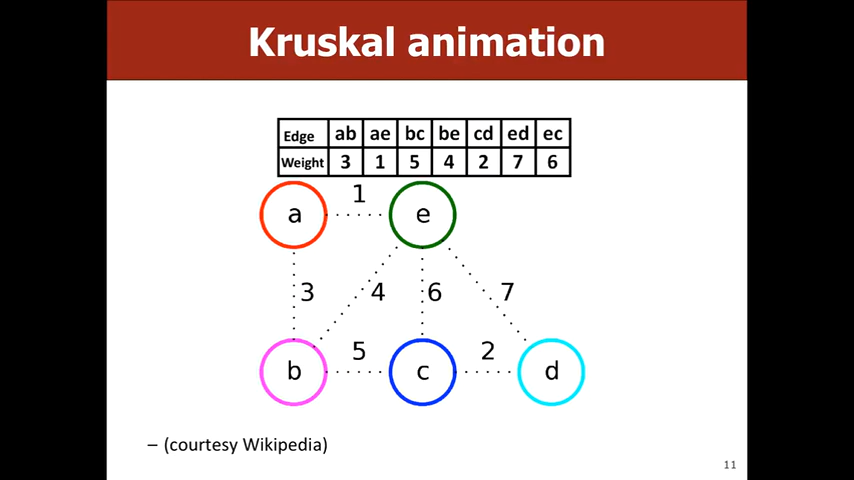 Kruskal animation
Edge ab ae bc be cd ed ec
Weight 3 1 5 4 2 7 6
1
a e
3 4 6 7
5 2
b c d
– (courtesy Wikipedia)
11